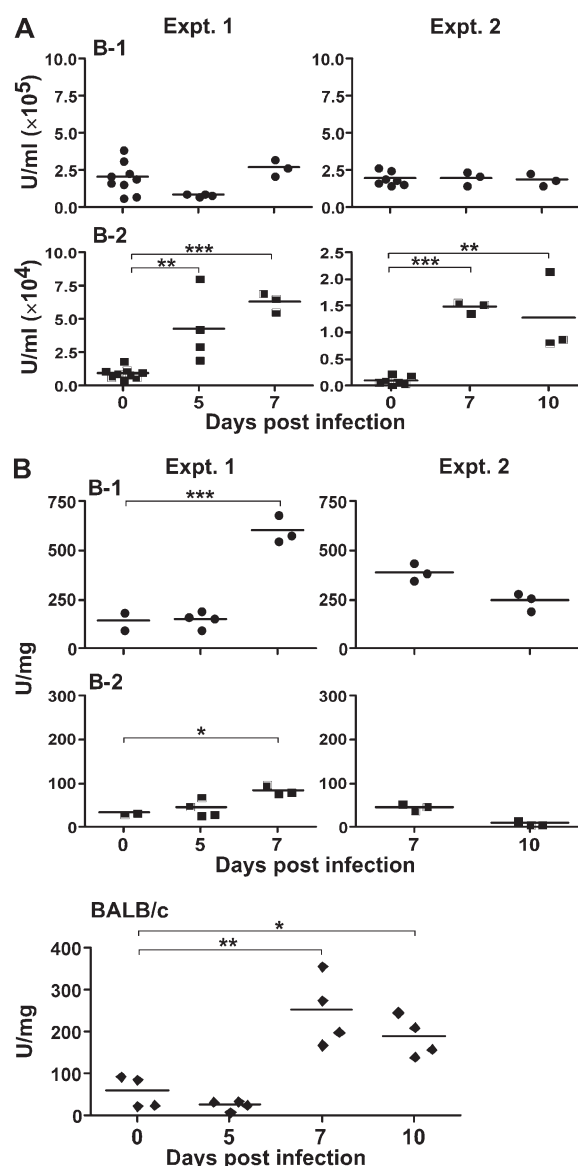 A Expt. 1 Expt. 2
B-1
U/ml (×10⁵)
10.0 7.5 5.0 2.5 0.0
10.0 7.5 5.0 2.5 0.0
B-2
U/ml (×10⁴)
10.0 7.5 5.0 2.5 0.0
***
**
2.5 2.0 1.5 1.0 0.5 0.0
**
***
0 5 7 0 7 10
Days post infection
B Expt. 1 Expt. 2
B-1
750 500 250 0
***
750 500 250 0
U/mg
B-2
300 200 100 0
*
300 200 100 0
0 5 7 7 10
Days post infection
BALB/c
U/mg
400 300 200 100 0
*
**
0 5 7 10
Days post infection